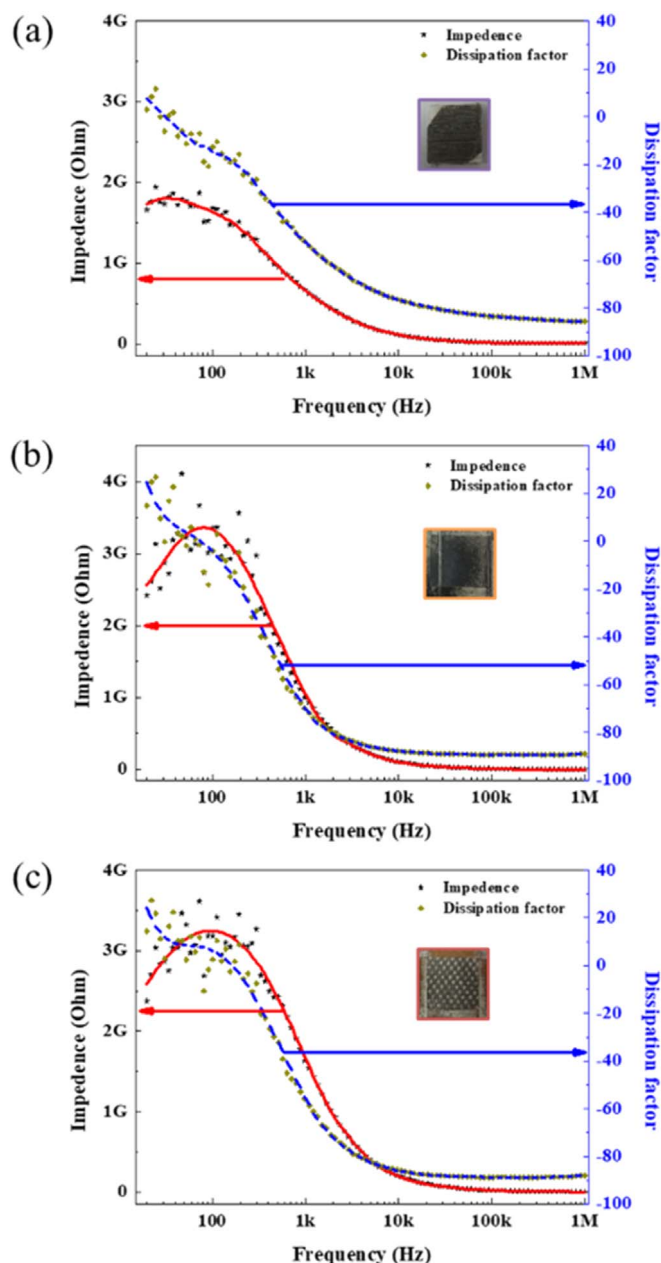 (a)
4G
3G
2G
1G
0
Impedence (Ohm)
40
20
0
-20
-40
-60
-80
-100
Dissipation factor
Impedence
Dissipation factor
100
1k
10k
100k
1M
Frequency (Hz)
(b)
4G
3G
2G
1G
0
Impedence (Ohm)
40
20
0
-20
-40
-60
-80
-100
Dissipation factor
Impedence
Dissipation factor
100
1k
10k
100k
1M
Frequency (Hz)
(c)
4G
3G
2G
1G
0
Impedence (Ohm)
40
20
0
-20
-40
-60
-80
-100
Dissipation factor
Impedence
Dissipation factor
100
1k
10k
100k
1M
Frequency (Hz)